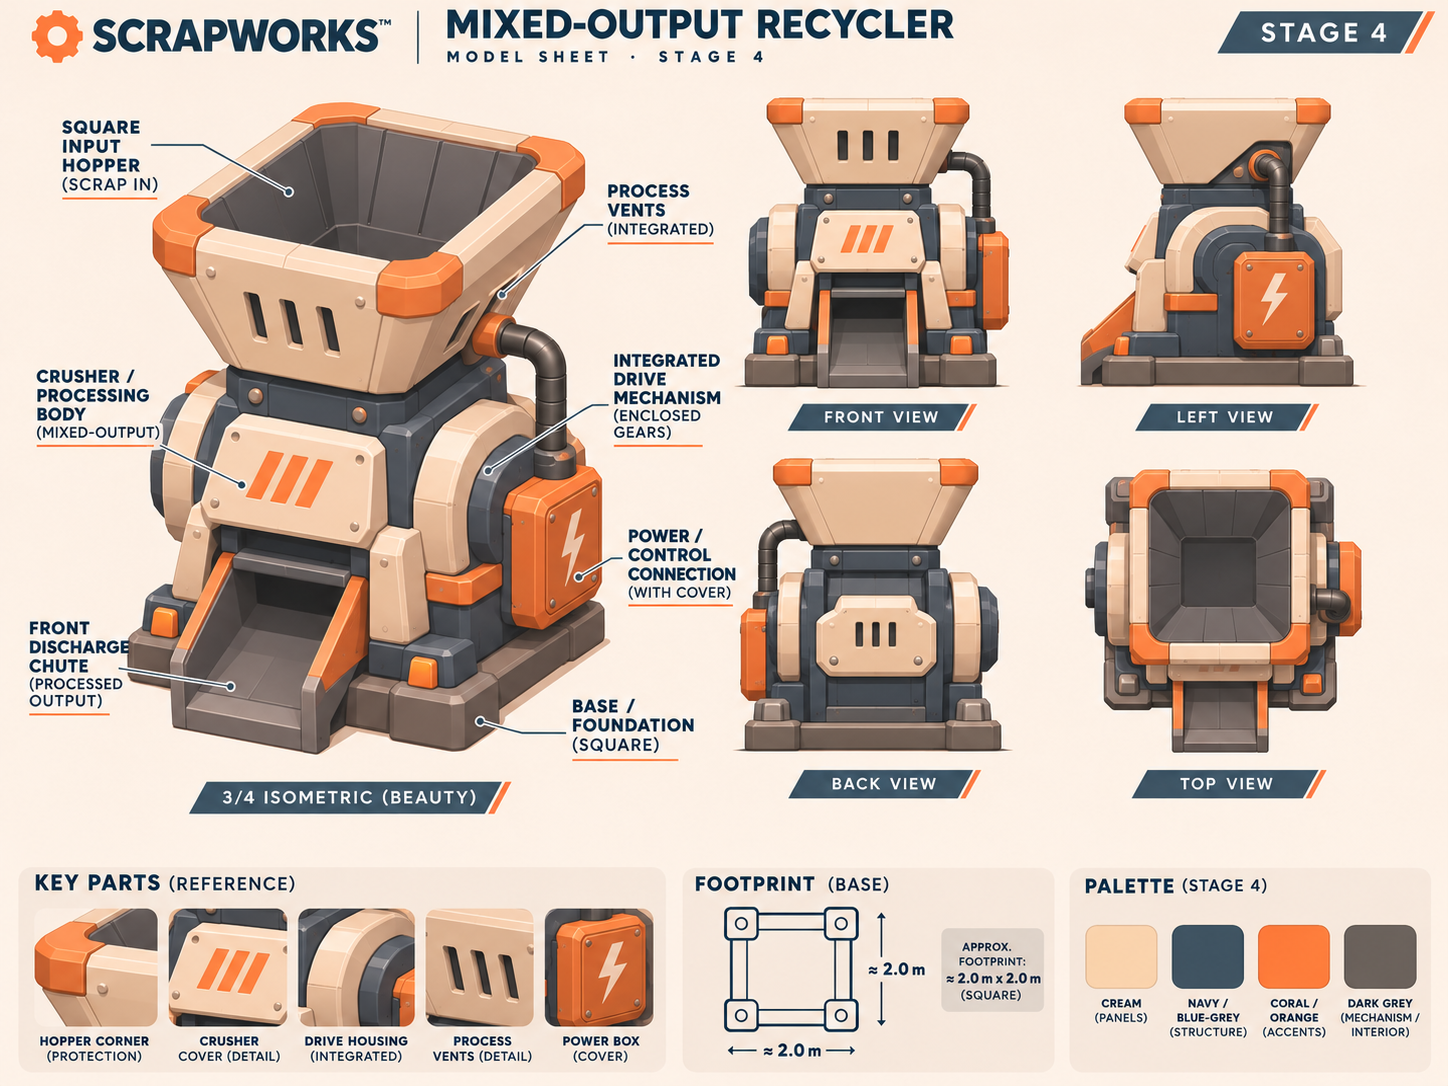 SCRAPWORKS™
MIXED-OUTPUT RECYCLER
MODEL SHEET · STAGE 4
STAGE 4
SQUARE
INPUT
HOPPER
(SCRAP IN)
PROCESS
VENTS
(INTEGRATED)
CRUSHER /
PROCESSING
BODY
(MIXED-OUTPUT)
INTEGRATED
DRIVE
MECHANISM
(ENCLOSED
GEARS)
POWER /
CONTROL
CONNECTION
(WITH COVER)
FRONT
DISCHARGE
CHUTE
(PROCESSED
OUTPUT)
BASE /
FOUNDATION
(SQUARE)
3/4 ISOMETRIC (BEAUTY)
FRONT VIEW
LEFT VIEW
BACK VIEW
TOP VIEW
KEY PARTS (REFERENCE)
HOPPER CORNER
(PROTECTION)
CRUSHER
COVER (DETAIL)
DRIVE HOUSING
(INTEGRATED)
PROCESS
VENTS (DETAIL)
POWER BOX
(COVER)
FOOTPRINT (BASE)
≈ 2.0 m
≈ 2.0 m
APPROX.
FOOTPRINT:
≈ 2.0 m x 2.0 m
(SQUARE)
PALETTE (STAGE 4)
CREAM
(PANELS)
NAVY /
BLUE-GREY
(STRUCTURE)
CORAL /
ORANGE
(ACCENTS)
DARK GREY
(MECHANISM /
INTERIOR)